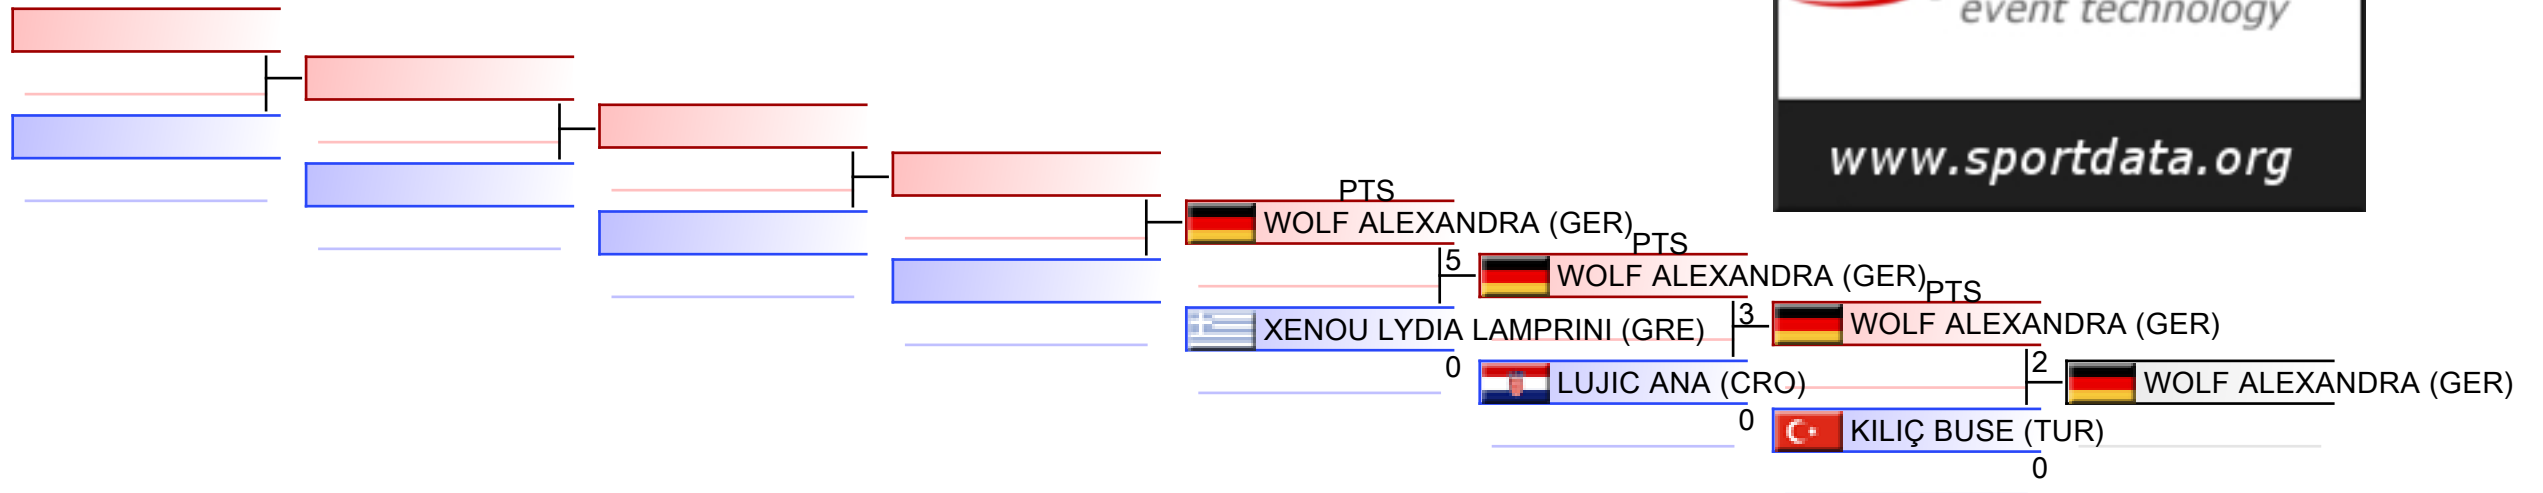 event technology
www.sportdata.org
PTS
WOLF ALEXANDRA (GER)
5
XENOU LYDIA LAMPRINI (GRE)
0
PTS
WOLF ALEXANDRA (GER)
3
LUJIC ANA (CRO)
0
PTS
WOLF ALEXANDRA (GER)
2
KILIÇ BUSE (TUR)
0
WOLF ALEXANDRA (GER)